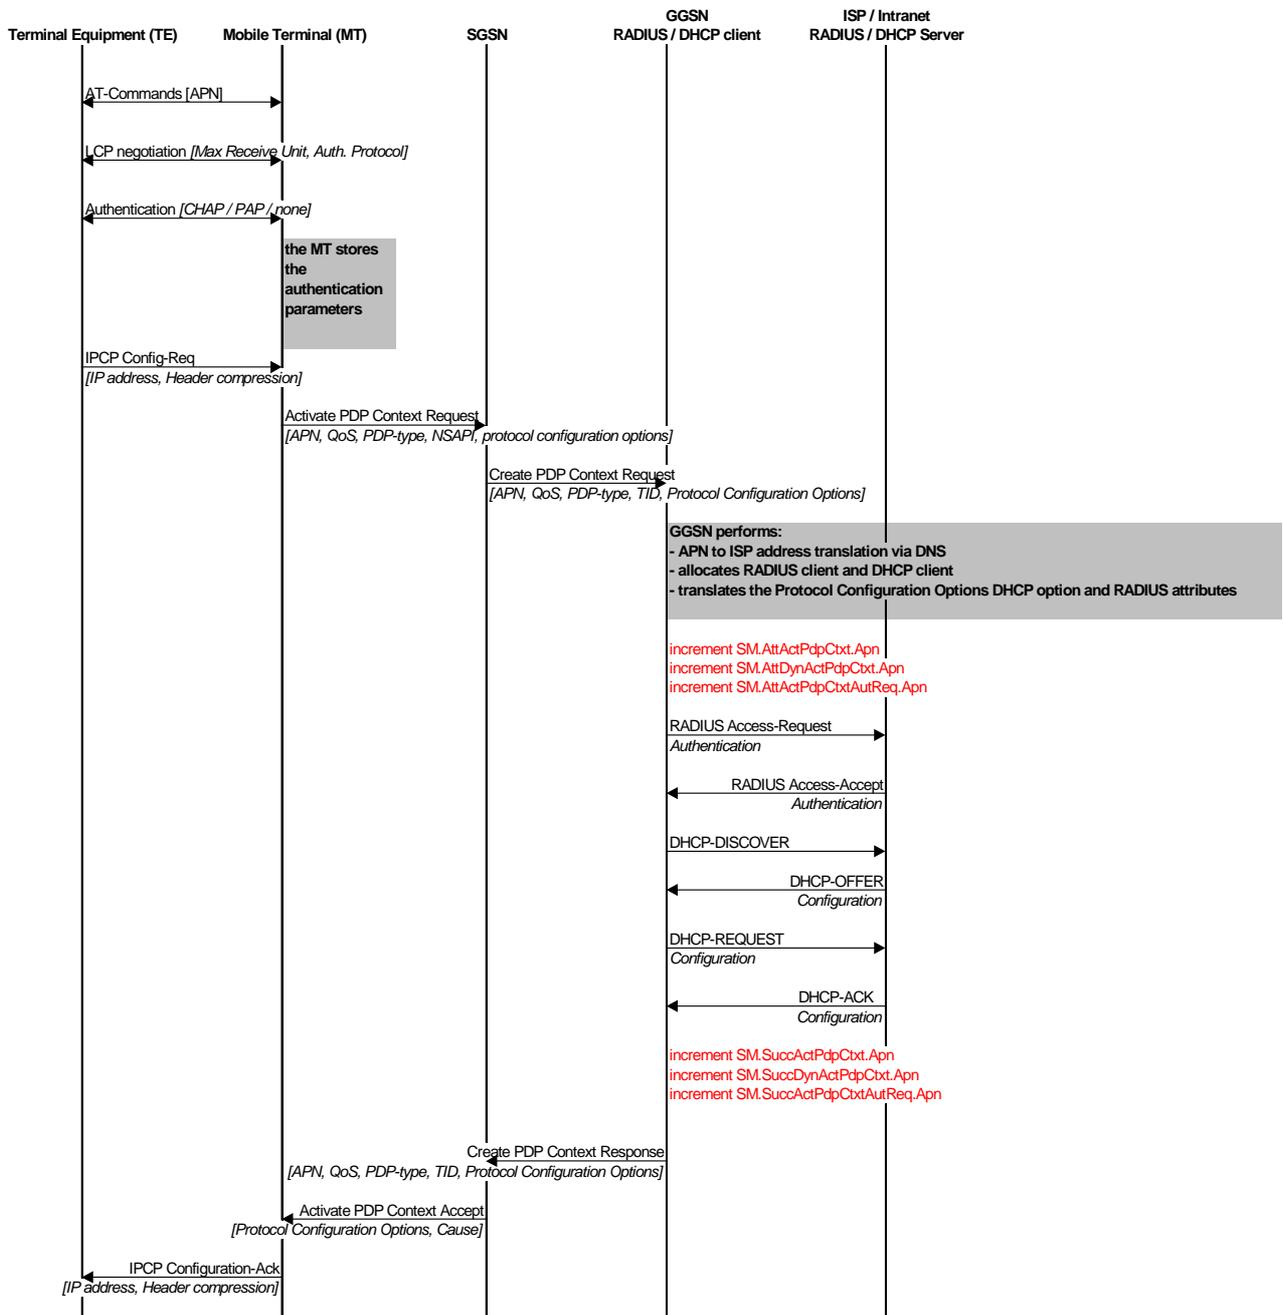 GGSN
ISP / Intranet
Terminal Equipment (TE) Mobile Terminal (MT) SGSN RADIUS / DHCP client RADIUS / DHCP Server
AT-Commands [APN]
LCP negotiation [Max Receive Unit, Auth. Protocol]
Authentication [CHAP / PAP / none]
the MT stores
the
authentication
parameters
IPCP Config-Req
[IP address, Header compression]
Activate PDP Context Request
[APN, QoS, PDP-type, NSAPI, protocol configuration options]
Create PDP Context Request
[APN, QoS, PDP-type, TID, Protocol Configuration Options]
GGSN performs:
- APN to ISP address translation via DNS
- allocates RADIUS client and DHCP client
- translates the Protocol Configuration Options DHCP option and RADIUS attributes
increment SM.AttActPdpCtxt.Apn
increment SM.AttDynActPdpCtxt.Apn
increment SM.AttActPdpCtxtAutReq.Apn
RADIUS Access-Request
Authentication
RADIUS Access-Accept
Authentication
DHCP-DISCOVER
DHCP-OFFER
Configuration
DHCP-REQUEST
Configuration
DHCP-ACK
Configuration
increment SM.SuccActPdpCtxt.Apn
increment SM.SuccDynActPdpCtxt.Apn
increment SM.SuccActPdpCtxtAutReq.Apn
Create PDP Context Response
[APN, QoS, PDP-type, TID, Protocol Configuration Options]
Activate PDP Context Accept
[Protocol Configuration Options, Cause]
IPCP Configuration-Ack
[IP address, Header compression]